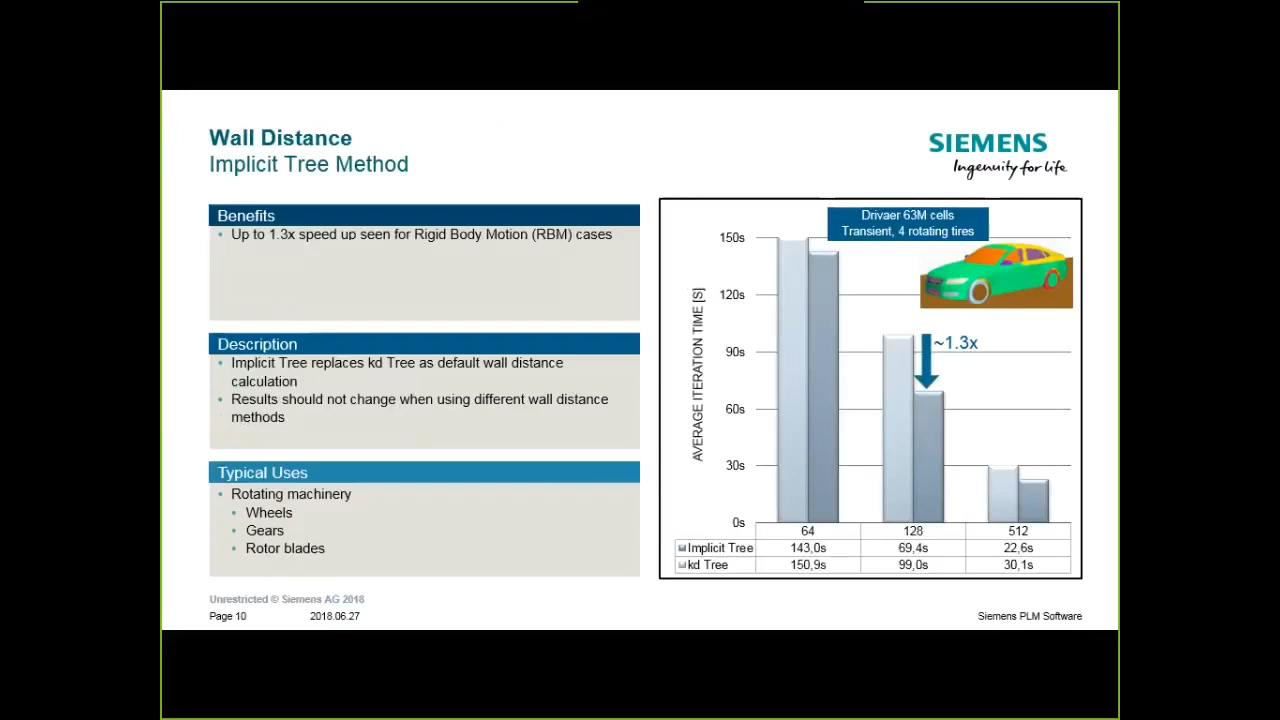 Wall Distance
Implicit Tree Method
SIEMENS
Ingenuity for life
Benefits
• Up to 1.3x speed up seen for Rigid Body Motion (RBM) cases
Description
• Implicit Tree replaces kd Tree as default wall distance
calculation
• Results should not change when using different wall distance
methods
Typical Uses
• Rotating machinery
• Wheels
• Gears
• Rotor blades
Drivaer 63M cells
Transient, 4 rotating tires
AVERAGE ITERATION TIME [S]
150s
120s
90s
60s
30s
0s
~1.3x
64 128 512
Implicit Tree 143,0s 69,4s 22,6s
kd Tree 150,9s 99,0s 30,1s
Unrestricted © Siemens AG 2018
Page 10 2018.06.27 Siemens PLM Software